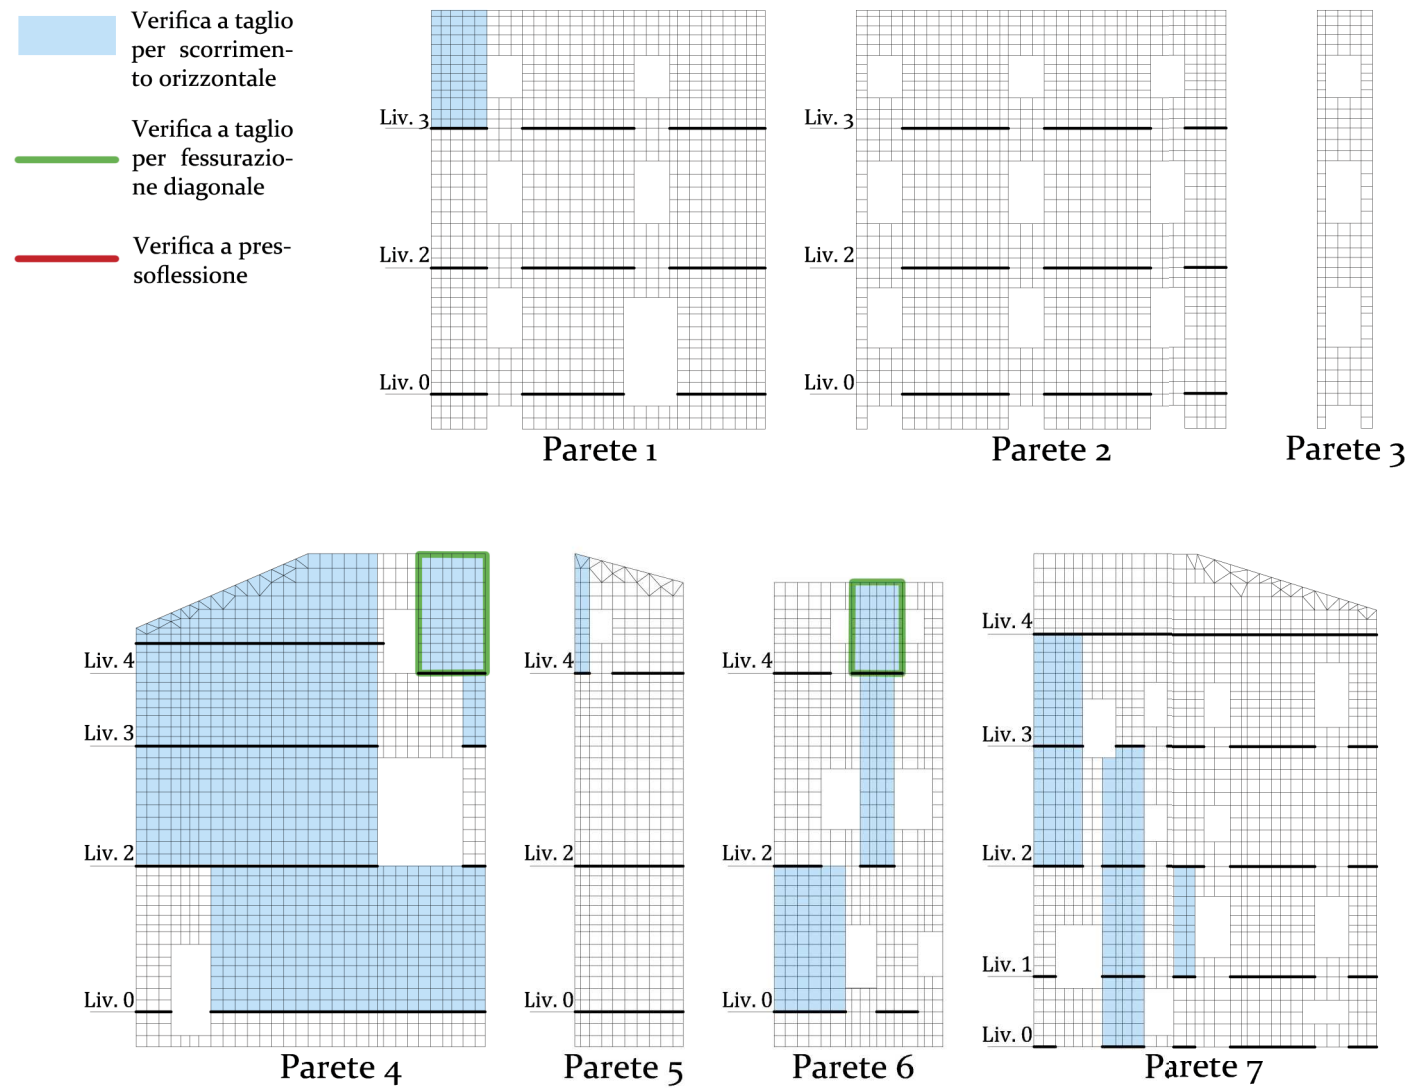 Verifica a taglio
per scorrimen-
to orizzontale
Verifica a taglio
per fessurazio-
ne diagonale
Verifica a pres-
soflessione
Liv. 3
Liv. 2
Liv. 0
Parete 1
Liv. 3
Liv. 2
Liv. 0
Parete 2
Parete 3
Liv. 4
Liv. 3
Liv. 2
Liv. 0
Parete 4
Liv. 4
Liv. 2
Liv. 0
Parete 5
Liv. 4
Liv. 2
Liv. 0
Parete 6
Liv. 4
Liv. 3
Liv. 2
Liv. 1
Liv. 0
Parete 7